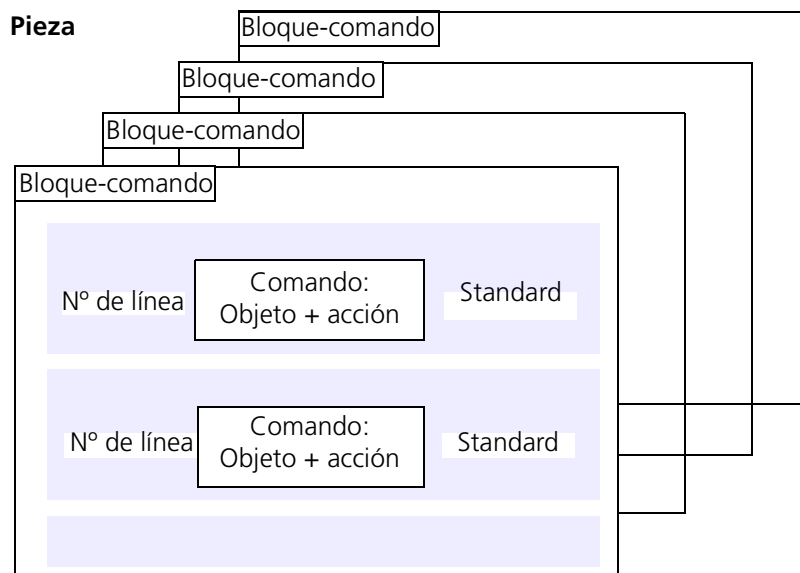 Pieza
Bloque-comando
Bloque-comando
Bloque-comando
Bloque-comando
Nº de línea
Comando:
Objeto + acción
Standard
Nº de línea
Comando:
Objeto + acción
Standard